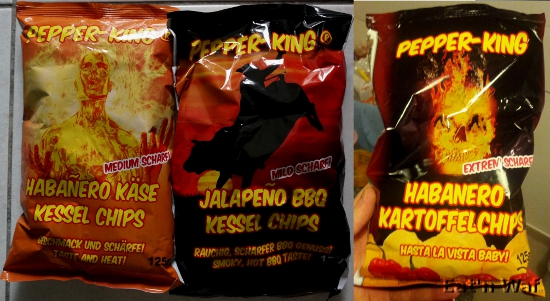 PEPPER-KING
MEDIUM SCHARF!
HABAÑERO KÄSE
KESSEL CHIPS
GESCHMACK UND SCHÄRFE!
TASTE AND HEAT!
125g
PEPPER-KING
MILD SCHARF!
JALAPEÑO BBQ
KESSEL CHIPS
RAUCHIG, SCHARFER BBQ GENUSS!
SMOKY, HOT BBQ TASTE!
PEPPER-KING
EXTREM SCHARF
HABANERO
KARTOFFELCHIPS
HASTA LA VISTA BABY!
125g